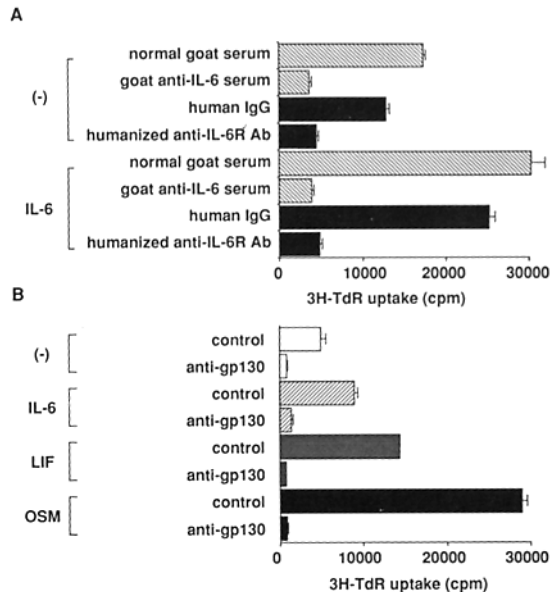 A
(-)
normal goat serum
goat anti-IL-6 serum
human IgG
humanized anti-IL-6R Ab
IL-6
normal goat serum
goat anti-IL-6 serum
human IgG
humanized anti-IL-6R Ab
0 10000 20000 30000
3H-TdR uptake (cpm)
B
(-)
control
anti-gp130
IL-6
control
anti-gp130
LIF
control
anti-gp130
OSM
control
anti-gp130
0 10000 20000 30000
3H-TdR uptake (cpm)